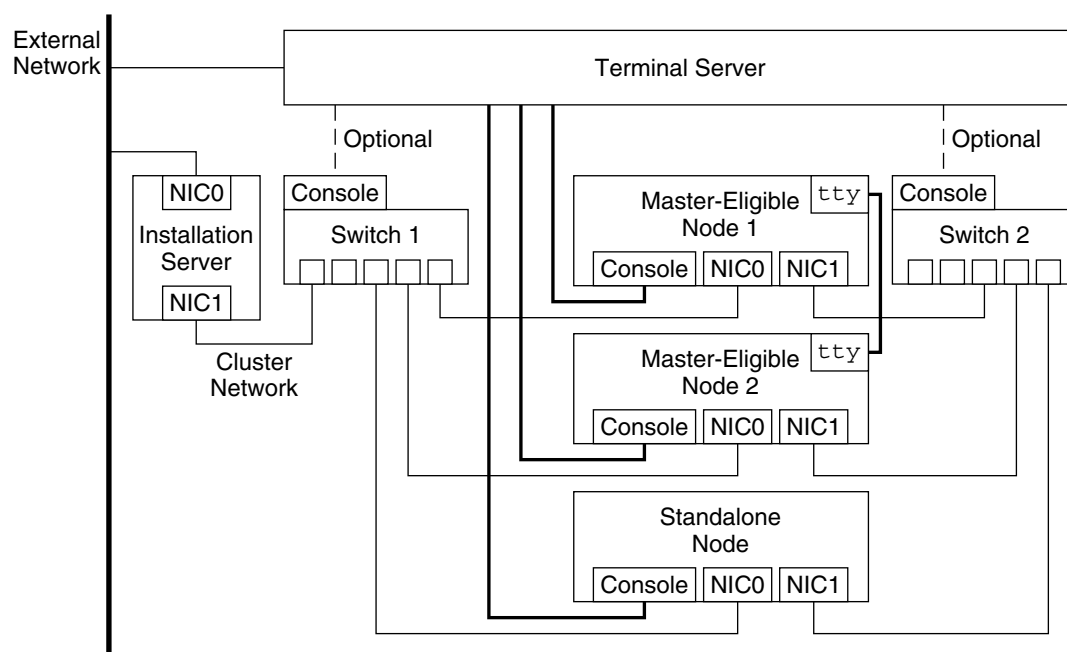 External
Network
Terminal Server
Optional
Optional
NIC0
Installation
Server
NIC1
Cluster
Network
Console
Switch 1
Master-Eligible
Node 1
tty
Console
NIC0
NIC1
Console
Switch 2
Master-Eligible
Node 2
tty
Console
NIC0
NIC1
Standalone
Node
Console
NIC0
NIC1